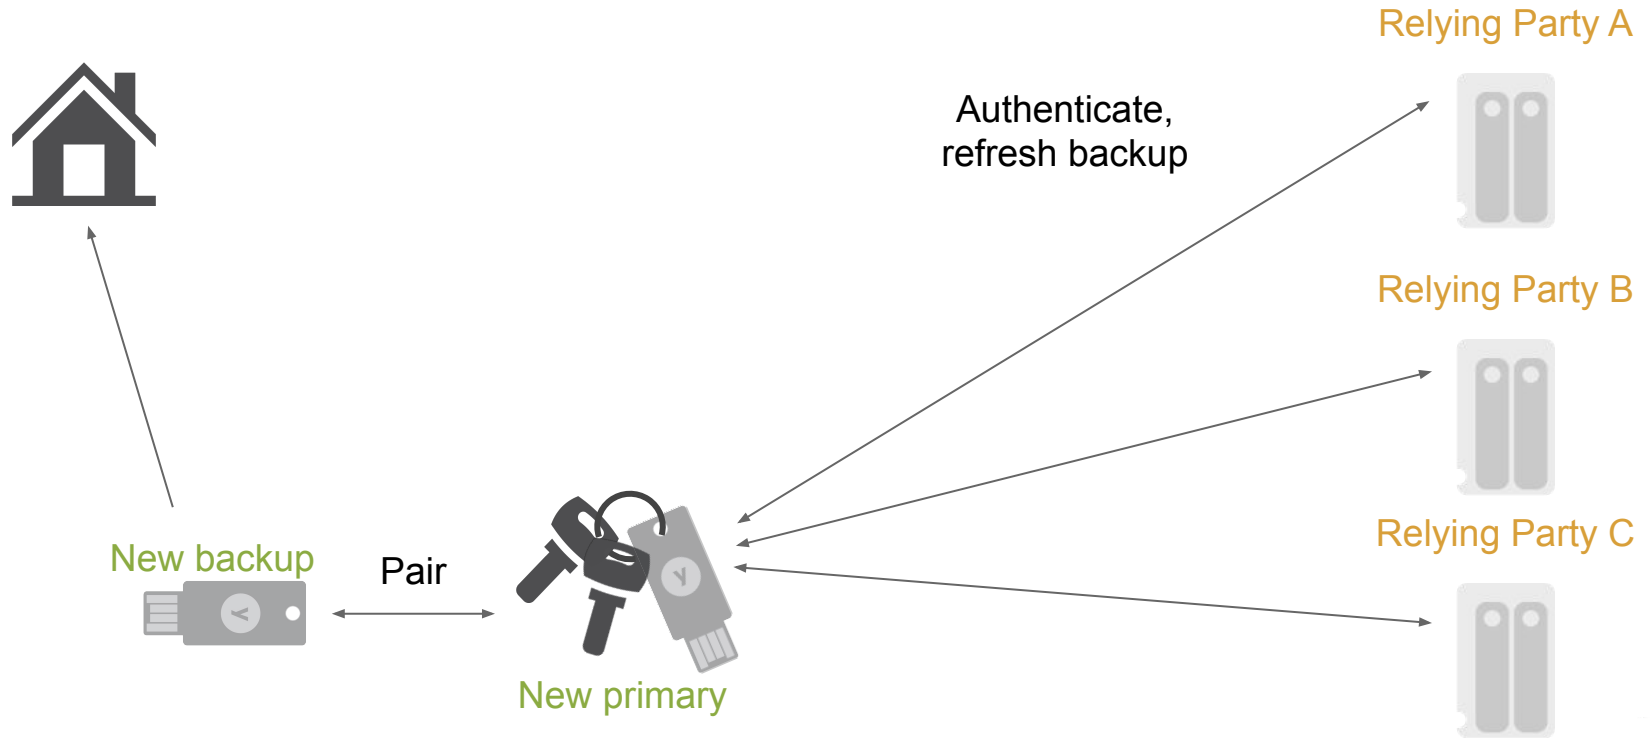 Relying Party A
Authenticate,
refresh backup
Relying Party B
Relying Party C
New backup
Pair
y
y
New primary